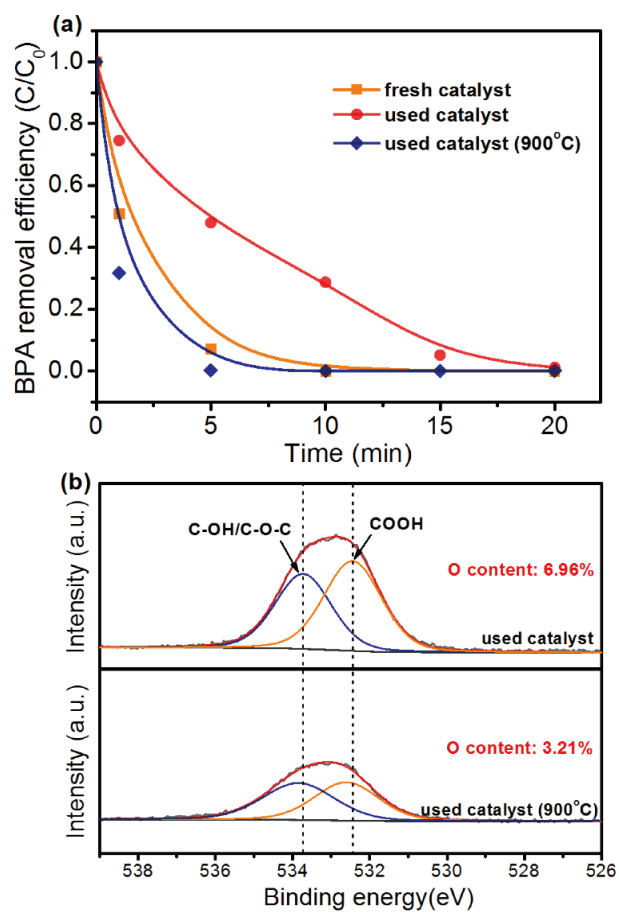 (a)
BPA removal efficiency (C/C₀)
1.0
0.8
0.6
0.4
0.2
0.0
fresh catalyst
used catalyst
used catalyst (900°C)
0 5 10 15 20
Time (min)
(b)
Intensity (a.u.)
C-OH/C-O-C
COOH
O content: 6.96%
used catalyst
Intensity (a.u.)
O content: 3.21%
used catalyst (900°C)
538 536 534 532 530 528 526
Binding energy(eV)